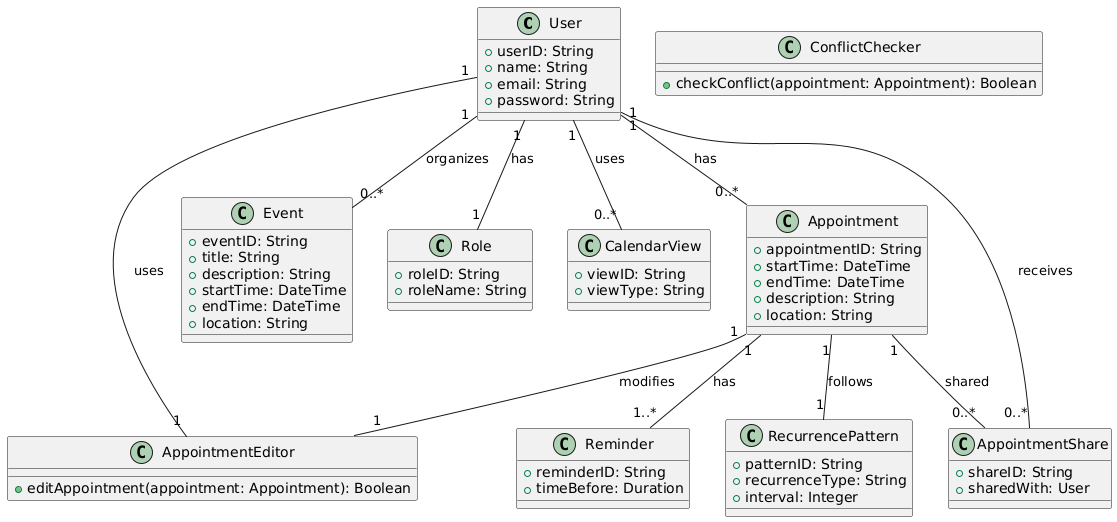 C User
userID: String
name: String
email: String
password: String
C ConflictChecker
checkConflict(appointment: Appointment): Boolean
1
1
1
1
1
1
organizes
has
uses
has
0..*
1
0..*
0..*
C Event
eventID: String
title: String
description: String
startTime: DateTime
endTime: DateTime
location: String
C Role
roleID: String
roleName: String
C CalendarView
viewID: String
viewType: String
C Appointment
appointmentID: String
startTime: DateTime
endTime: DateTime
description: String
location: String
uses
receives
1
1
1
1
modifies
has
follows
shared
1
1
1..*
1
0..*
0..*
C AppointmentEditor
editAppointment(appointment: Appointment): Boolean
C Reminder
reminderID: String
timeBefore: Duration
C RecurrencePattern
patternID: String
recurrenceType: String
interval: Integer
C AppointmentShare
shareID: String
sharedWith: User